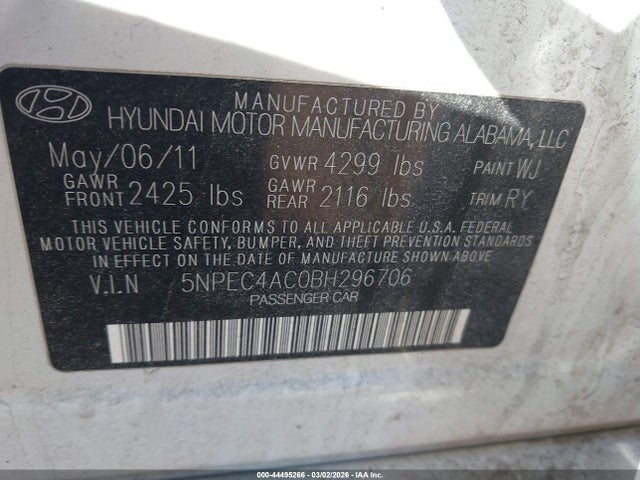 MANUFACTURED BY
HYUNDAI MOTOR MANUFACTURING ALABAMA, LLC
May/06/11 GVWR 4299 lbs PAINT WJ
GAWR FRONT 2425 lbs GAWR REAR 2116 lbs TRIM RY
THIS VEHICLE CONFORMS TO ALL APPLICABLE U.S.A. FEDERAL
MOTOR VEHICLE SAFETY, BUMPER, AND THEFT PREVENTION STANDARDS
IN EFFECT ON THE DATE OF MANUFACTURE SHOWN ABOVE.
V.I.N 5NPEC4AC0BH296706
PASSENGER CAR
000-44495266 - 03/02/2026 - IAAI.COM